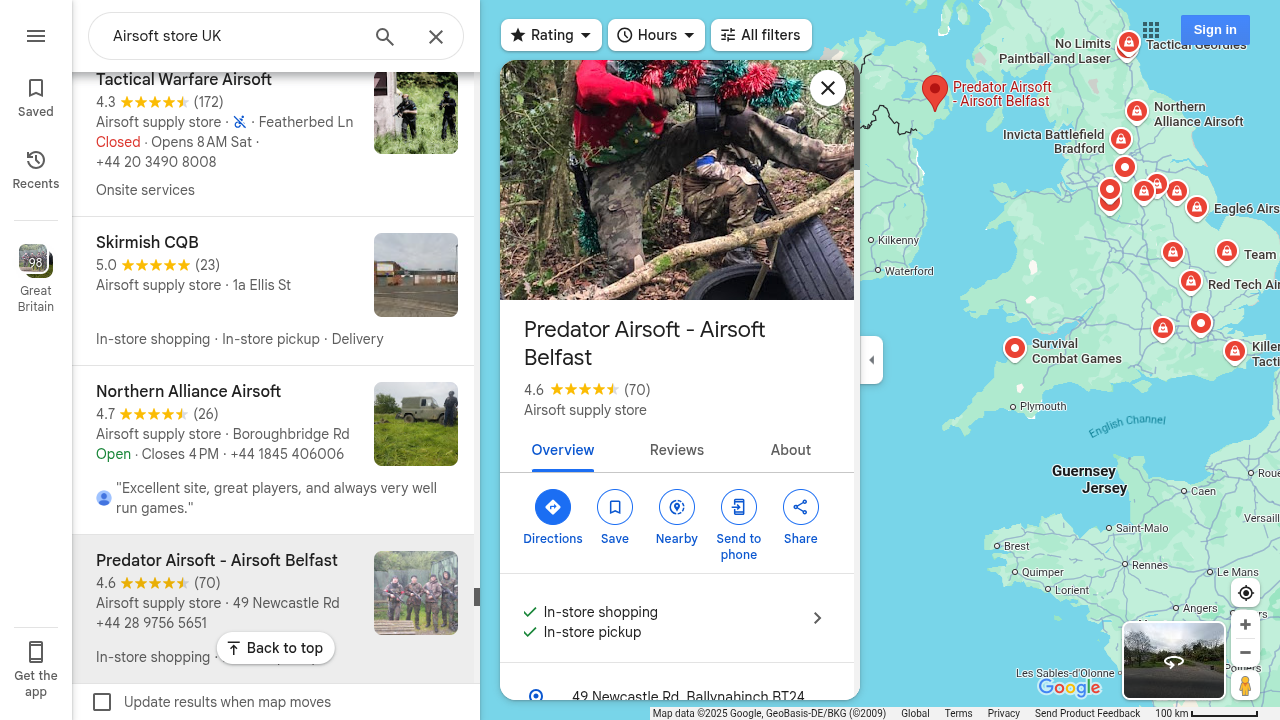 Airsoft store UK
Saved
Recents
98
Great
Britain
Get the
app
Tactical Warfare Airsoft
4.3 (172)
Airsoft supply store · · Featherbed Ln
Closed · Opens 8 AM Sat ·
+44 20 3490 8008
Onsite services
Skirmish CQB
5.0 (23)
Airsoft supply store · 1a Ellis St
In-store shopping · In-store pickup · Delivery
Northern Alliance Airsoft
4.7 (26)
Airsoft supply store · Boroughbridge Rd
Open · Closes 4 PM · +44 1845 406006
"Excellent site, great players, and always very well
run games."
Predator Airsoft - Airsoft Belfast
4.6 (70)
Airsoft supply store · 49 Newcastle Rd
+44 28 9756 5651
In-store shopping ·
Back to top
Update results when map moves
Rating
Hours
All filters
Predator Airsoft - Airsoft
Belfast
4.6 (70)
Airsoft supply store
Overview
Reviews
About
Directions
Save
Nearby
Send to
phone
Share
In-store shopping
In-store pickup
49 Newcastle Rd, Ballynahinch BT24
Sign in
No Limits
Paintball and Laser
Tactical Geordies
Predator Airsoft
- Airsoft Belfast
Northern
Alliance Airsoft
Invicta Battlefield
Bradford
Eagle6 Airs
Kilkenny
Waterford
Team
Red Tech Air
Survival
Combat Games
Killer
Tacti
Plymouth
English Channel
Guernsey
Jersey
Caen
Roue
Versaill
Saint-Malo
Brest
Rennes
Le Mans
Quimper
Lorient
Angers
Les Sables-d'Olonne
Poitiers
Google
Map data ©2025 Google, GeoBasis-DE/BKG (©2009)
Global
Terms
Privacy
Send Product Feedback
100 km